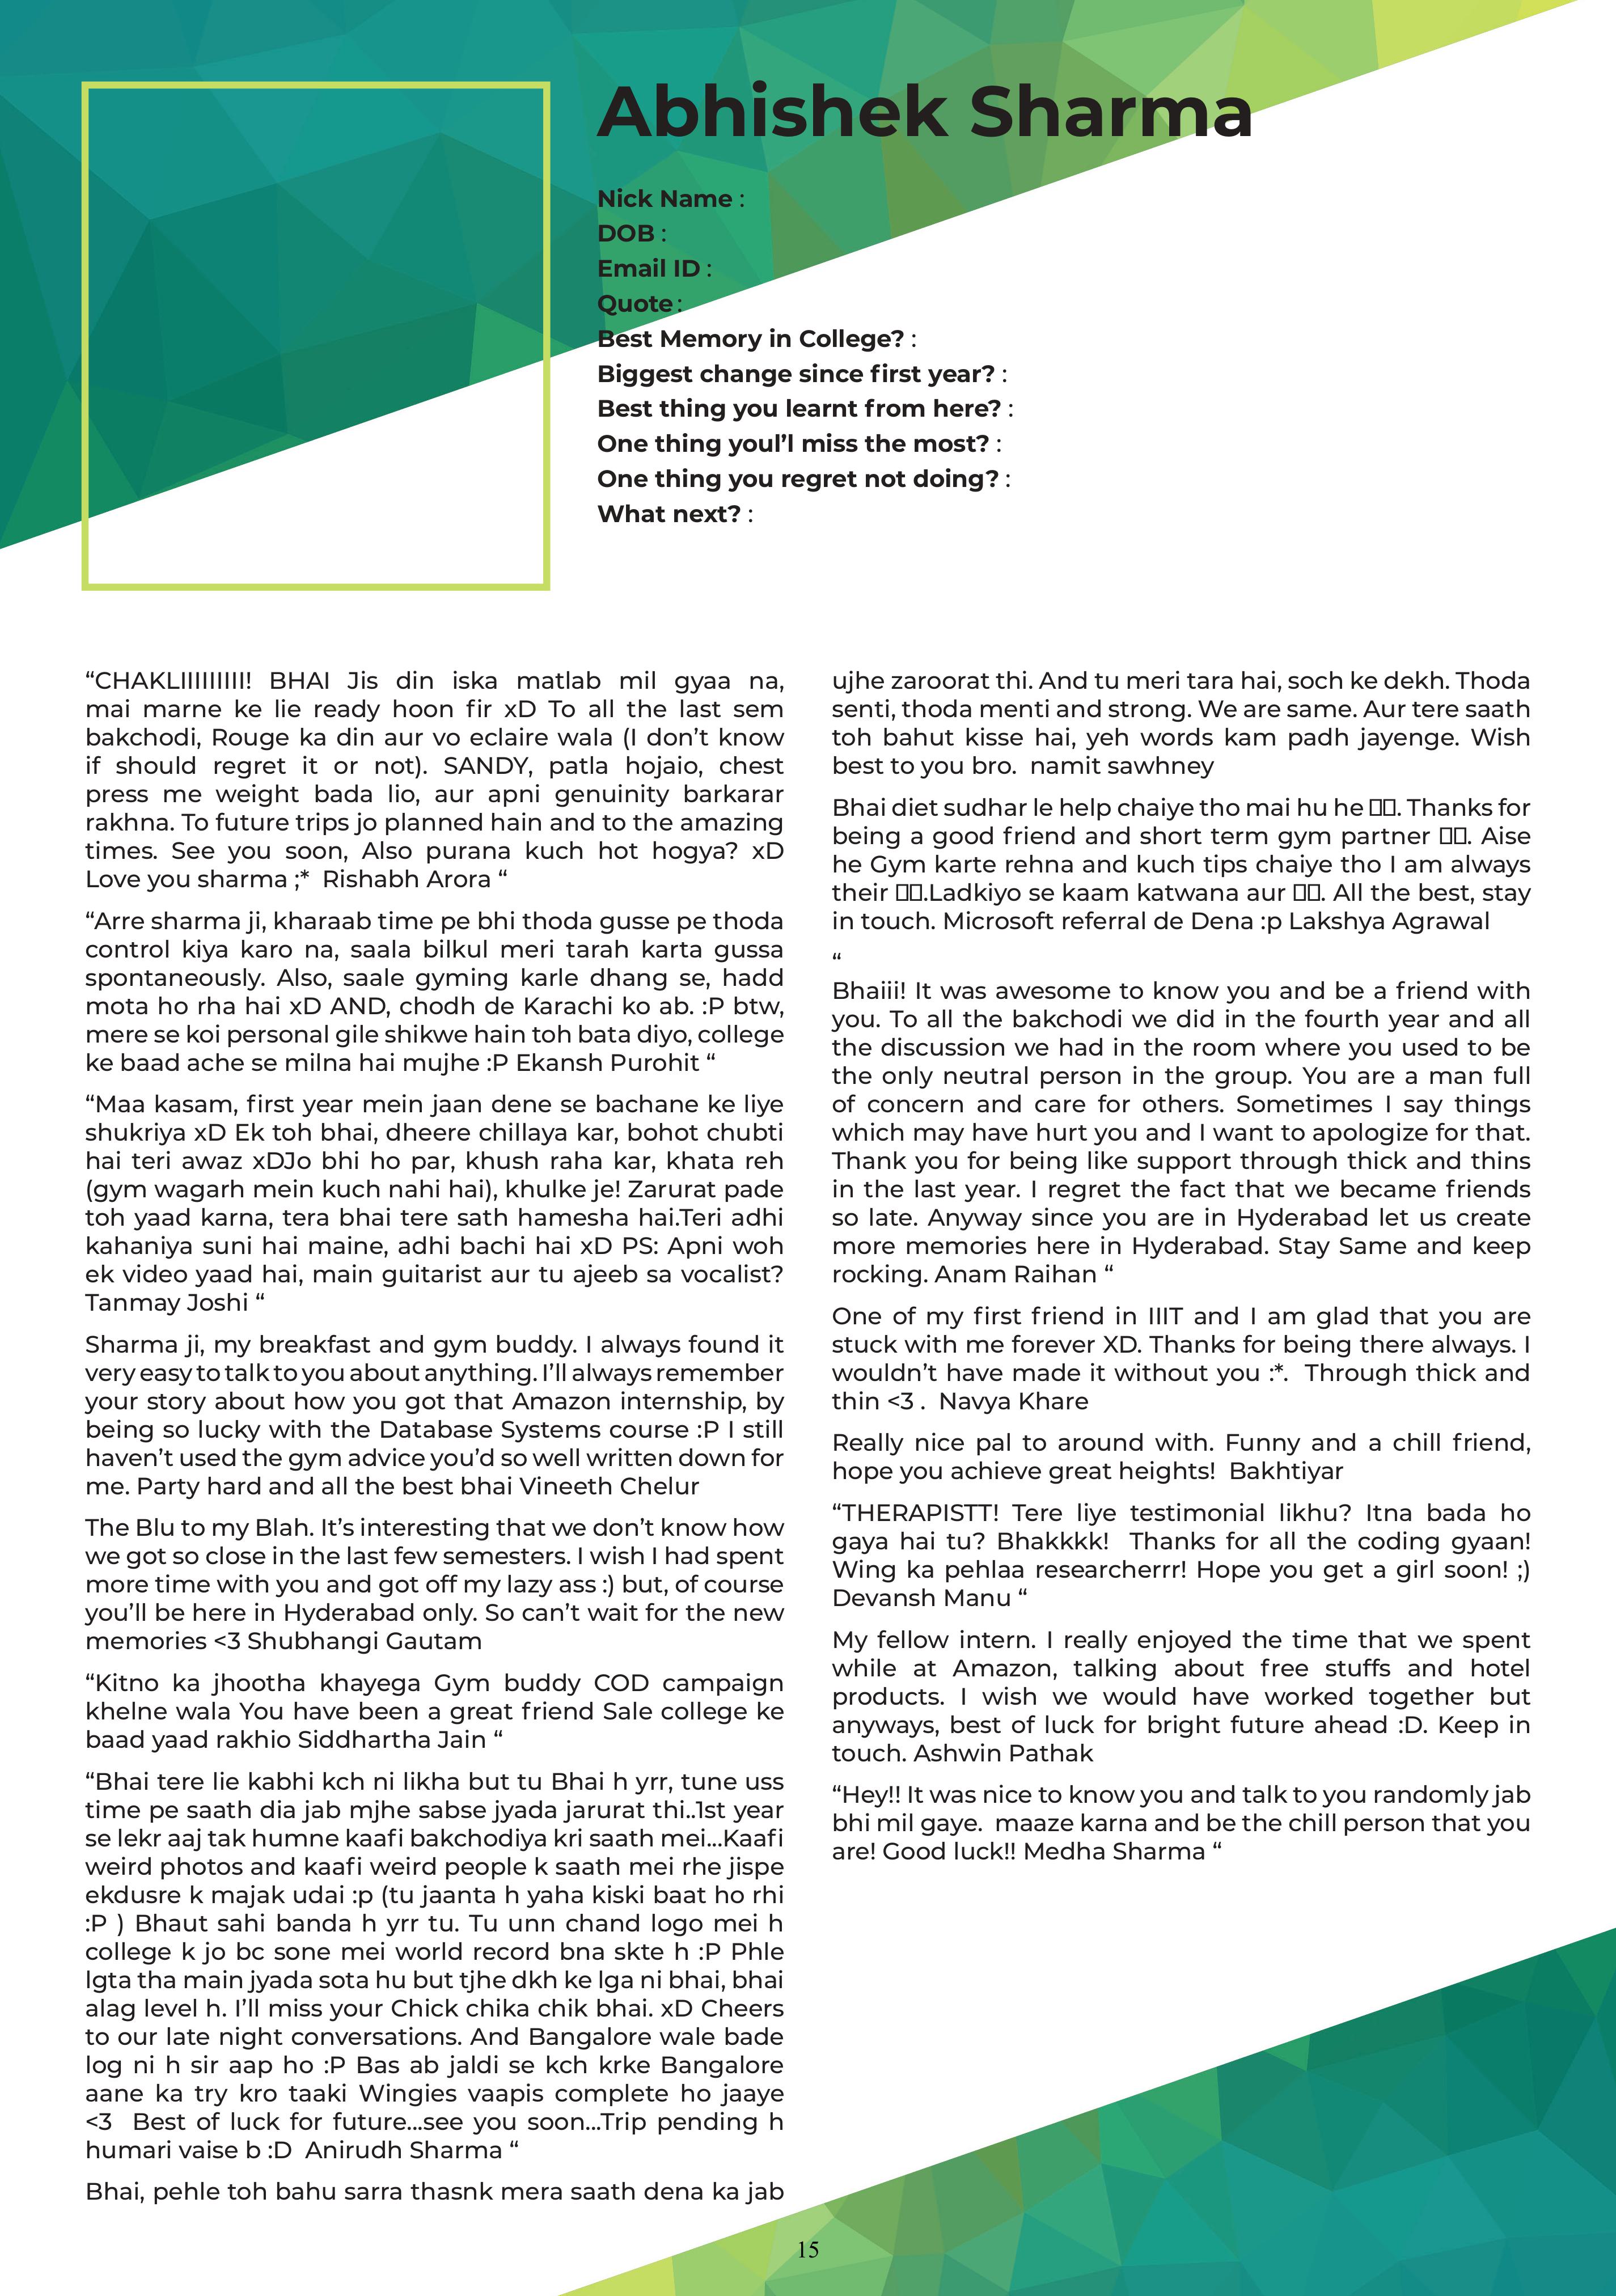 Abhishek Sharma
Nick Name :
DOB :
Email ID :
Quote :
Best Memory in College? :
Biggest change since first year? :
Best thing you learnt from here? :
One thing youl’l miss the most? :
One thing you regret not doing? :
What next? :
“CHAKLIIIIIIIII! BHAI Jis din iska matlab mil gyaa na,
mai marne ke lie ready hoon fir xD To all the last sem
bakchodi, Rouge ka din aur vo eclaire wala (I don’t know
if should regret it or not). SANDY, patla hojaio, chest
press me weight bada lio, aur apni genuinity barkarar
rakhna. To future trips jo planned hain and to the amazing
times. See you soon, Also purana kuch hot hogya? xD
Love you sharma ;* Rishabh Arora “
“Arre sharma ji, kharaab time pe bhi thoda gusse pe thoda
control kiya karo na, saala bilkul meri tarah karta gussa
spontaneously. Also, saale gyming karle dhang se, hadd
mota ho rha hai xD AND, chodh de Karachi ko ab. :P btw,
mere se koi personal gile shikwe hain toh bata diyo, college
ke baad ache se milna hai mujhe :P Ekansh Purohit “
“Maa kasam, first year mein jaan dene se bachane ke liye
shukriya xD Ek toh bhai, dheere chillaya kar, bohot chubti
hai teri awaz xDJo bhi ho par, khush raha kar, khata reh
(gym wagarh mein kuch nahi hai), khulke je! Zarurat pade
toh yaad karna, tera bhai tere sath hamesha hai.Teri adhi
kahaniya suni hai maine, adhi bachi hai xD PS: Apni woh
ek video yaad hai, main guitarist aur tu ajeeb sa vocalist?
Tanmay Joshi “
Sharma ji, my breakfast and gym buddy. I always found it
very easy to talk to you about anything. I’ll always remember
your story about how you got that Amazon internship, by
being so lucky with the Database Systems course :P I still
haven’t used the gym advice you’d so well written down for
me. Party hard and all the best bhai Vineeth Chelur
The Blu to my Blah. It’s interesting that we don’t know how
we got so close in the last few semesters. I wish I had spent
more time with you and got off my lazy ass :) but, of course
you’ll be here in Hyderabad only. So can’t wait for the new
memories <3 Shubhangi Gautam
“Kitno ka jhootha khayega Gym buddy COD campaign
khelne wala You have been a great friend Sale college ke
baad yaad rakhio Siddhartha Jain “
“Bhai tere lie kabhi kch ni likha but tu Bhai h yrr, tune uss
time pe saath dia jab mjhe sabse jyada jarurat thi..1st year
se lekr aaj tak humne kaafi bakchodiya kri saath mei...Kaafi
weird photos and kaafi weird people k saath mei rhe jispe
ekdusre k majak udai :p (tu jaanta h yaha kiski baat ho rhi
:P ) Bhaut sahi banda h yrr tu. Tu unn chand logo mei h
college k jo bc sone mei world record bna skte h :P Phle
lgta tha main jyada sota hu but tjhe dkh ke lga ni bhai, bhai
alag level h. I’ll miss your Chick chika chik bhai. xD Cheers
to our late night conversations. And Bangalore wale bade
log ni h sir aap ho :P Bas ab jaldi se kch krke Bangalore
aane ka try kro taaki Wingies vaapis complete ho jaaye
<3 Best of luck for future...see you soon...Trip pending h
humari vaise b :D Anirudh Sharma “
Bhai, pehle toh bahu sarra thasnk mera saath dena ka jab
ujhe zaroorat thi. And tu meri tara hai, soch ke dekh. Thoda
senti, thoda menti and strong. We are same. Aur tere saath
toh bahut kisse hai, yeh words kam padh jayenge. Wish
best to you bro. namit sawhney
Bhai diet sudhar le help chaiye tho mai hu he . Thanks for
being a good friend and short term gym partner . Aise
he Gym karte rehna and kuch tips chaiye tho I am always
their .Ladkiyo se kaam katwana aur . All the best, stay
in touch. Microsoft referral de Dena :p Lakshya Agrawal
“
Bhaiii! It was awesome to know you and be a friend with
you. To all the bakchodi we did in the fourth year and all
the discussion we had in the room where you used to be
the only neutral person in the group. You are a man full
of concern and care for others. Sometimes I say things
which may have hurt you and I want to apologize for that.
Thank you for being like support through thick and thins
in the last year. I regret the fact that we became friends
so late. Anyway since you are in Hyderabad let us create
more memories here in Hyderabad. Stay Same and keep
rocking. Anam Raihan “
One of my first friend in IIIT and I am glad that you are
stuck with me forever XD. Thanks for being there always. I
wouldn’t have made it without you :*. Through thick and
thin <3 . Navya Khare
Really nice pal to around with. Funny and a chill friend,
hope you achieve great heights! Bakhtiyar
“THERAPISTT! Tere liye testimonial likhu? Itna bada ho
gaya hai tu? Bhakkkk! Thanks for all the coding gyaan!
Wing ka pehlaa researcherrr! Hope you get a girl soon! ;)
Devansh Manu “
My fellow intern. I really enjoyed the time that we spent
while at Amazon, talking about free stuffs and hotel
products. I wish we would have worked together but
anyways, best of luck for bright future ahead :D. Keep in
touch. Ashwin Pathak
“Hey!! It was nice to know you and talk to you randomly jab
bhi mil gaye. maaze karna and be the chill person that you
are! Good luck!! Medha Sharma “
15